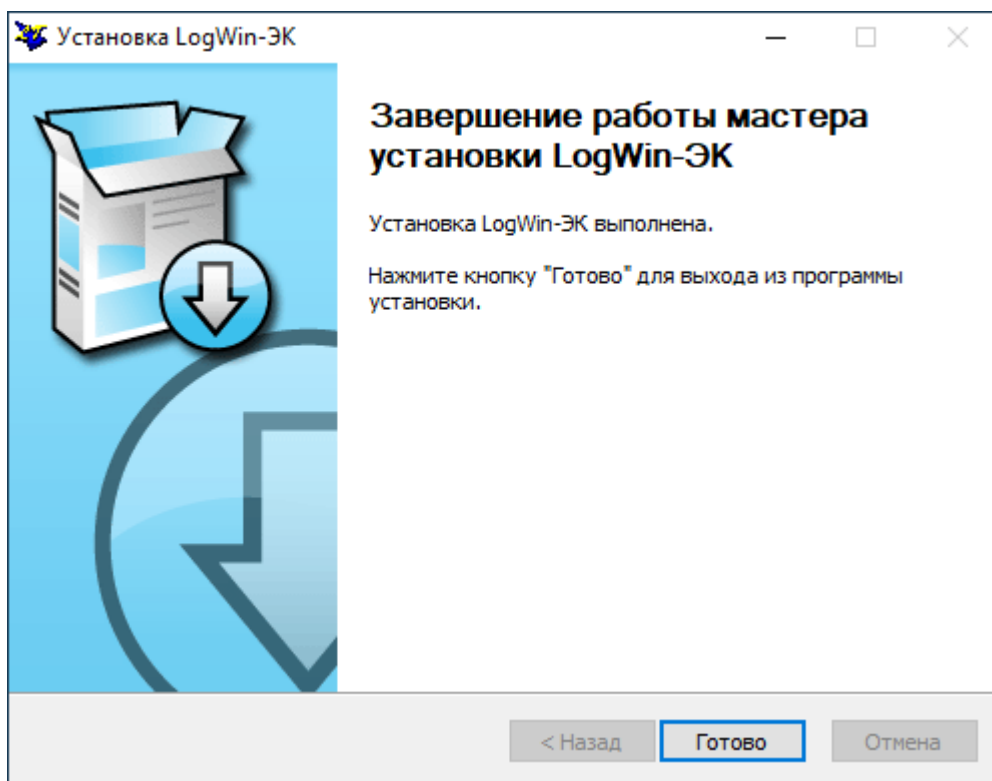 Установка LogWin-ЭК
Завершение работы мастера
установки LogWin-ЭК
Установка LogWin-ЭК выполнена.
Нажмите кнопку "Готово" для выхода из программы
установки.
< Назад
Готово
Отмена